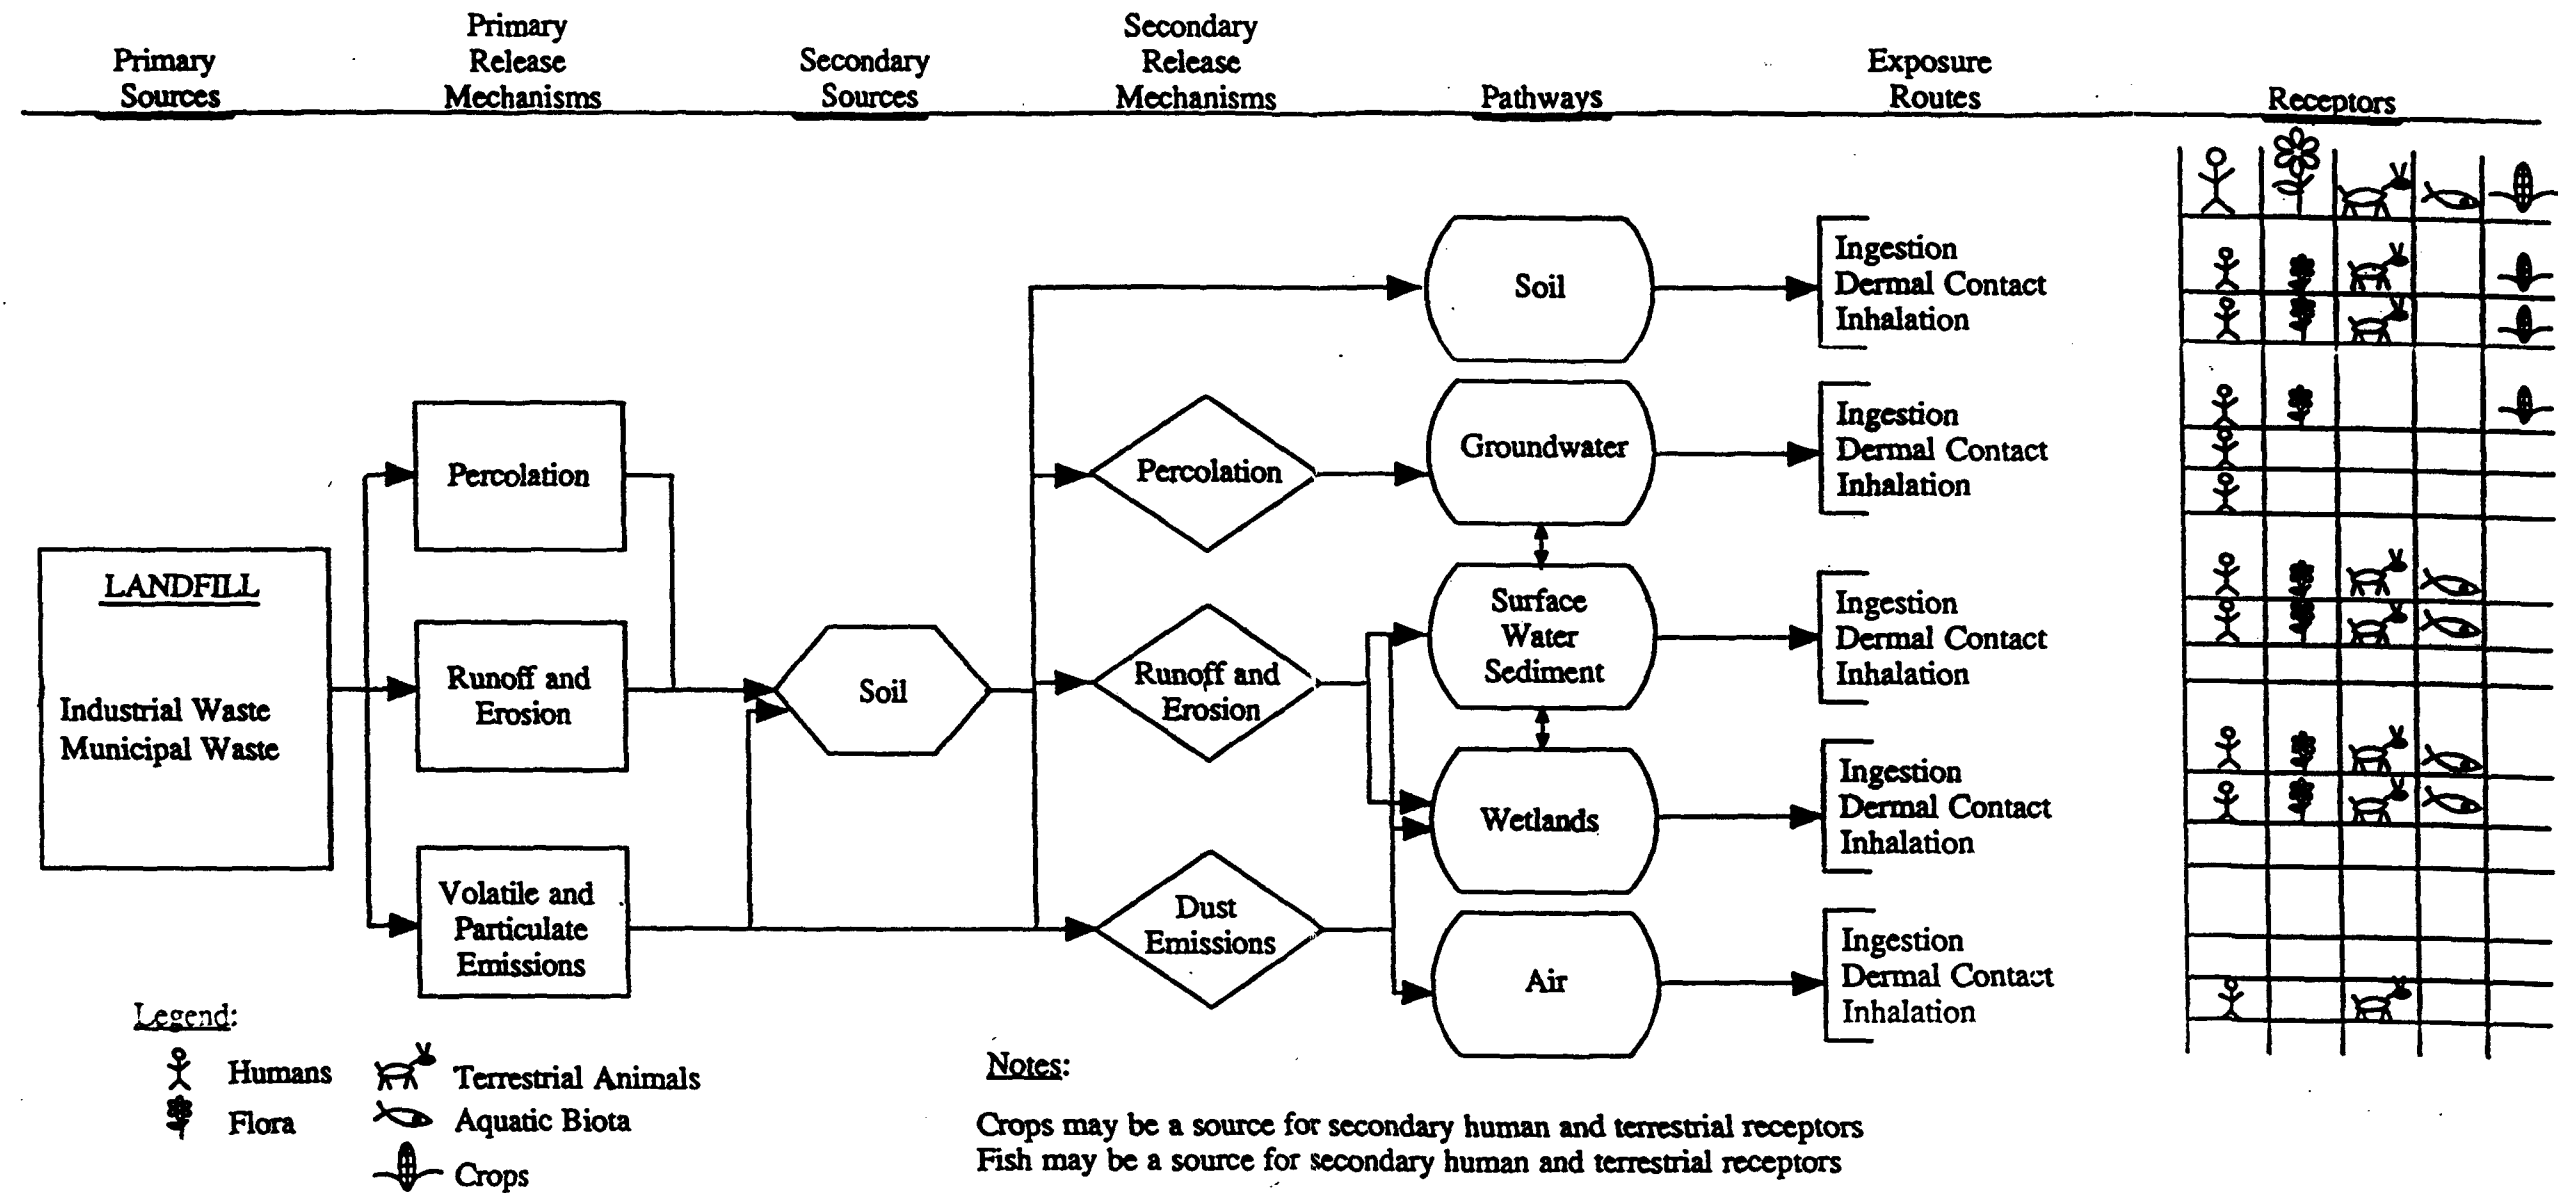 Primary
Sources
Primary
Release
Mechanisms
Secondary
Sources
Secondary
Release
Mechanisms
Pathways
Exposure
Routes
Receptors
LANDFILL
Industrial Waste
Municipal Waste
Percolation
Runoff and
Erosion
Volatile and
Particulate
Emissions
Soil
Percolation
Runoff and
Erosion
Dust
Emissions
Soil
Groundwater
Surface
Water
Sediment
Wetlands
Air
Ingestion
Dermal Contact
Inhalation
Ingestion
Dermal Contact
Inhalation
Ingestion
Dermal Contact
Inhalation
Ingestion
Dermal Contact
Inhalation
Ingestion
Dermal Contact
Inhalation
Legend:
Humans
Flora
Terrestrial Animals
Aquatic Biota
Crops
Notes:
Crops may be a source for secondary human and terrestrial receptors
Fish may be a source for secondary human and terrestrial receptors